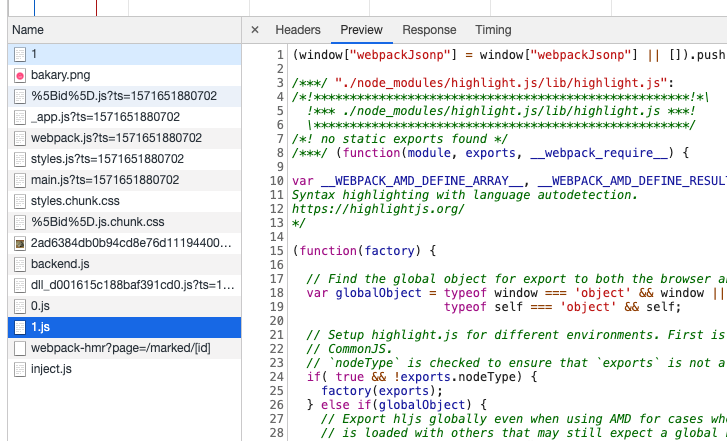 Name
× Headers Preview Response Timing
1
bakary.png
%5Bid%5D.js?ts=1571651880702
_app.js?ts=1571651880702
webpack.js?ts=1571651880702
styles.js?ts=1571651880702
main.js?ts=1571651880702
styles.chunk.css
%5Bid%5D.js.chunk.css
2ad6384db0b94cd8e76d11194400...
backend.js
dll_d001615c188baf391cd0.js?ts=1...
0.js
1.js
webpack-hmr?page=/marked/[id]
inject.js
1 (window["webpackJsonp"] = window["webpackJsonp"] || []).push
2
3 /***/ "./node_modules/highlight.js/lib/highlight.js":
4 /*!****************************************************!*\
5   !*** ./node_modules/highlight.js/lib/highlight.js ***!
6   \****************************************************/
7 /*! no static exports found */
8 /***/ (function(module, exports, __webpack_require__) {
9
10 var __WEBPACK_AMD_DEFINE_ARRAY__, __WEBPACK_AMD_DEFINE_RESUL
11 Syntax highlighting with language autodetection.
12 https://highlightjs.org/
13 */
14
15 (function(factory) {
16
17   // Find the global object for export to both the browser a
18   var globalObject = typeof window === 'object' && window ||
19                      typeof self === 'object' && self;
20
21   // Setup highlight.js for different environments. First is
22   // CommonJS.
23   // `nodeType` is checked to ensure that `exports` is not a
24   if( true && !exports.nodeType) {
25     factory(exports);
26   } else if(globalObject) {
27     // Export hljs globally even when using AMD for cases wh
28     // is loaded with others that may still expect a global